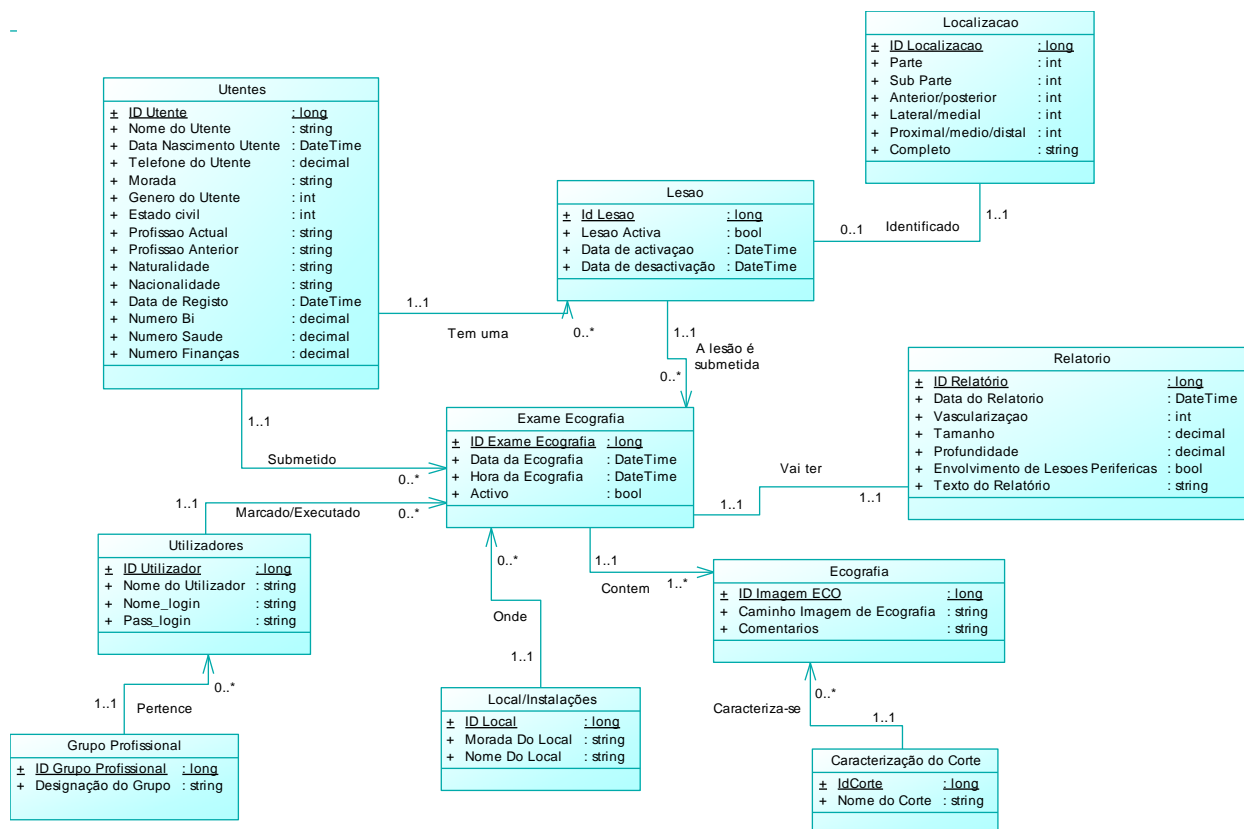 Localizacao
+ ID Localizacao : long
+ Parte : int
+ Sub Parte : int
+ Anterior/posterior : int
+ Lateral/medial : int
+ Proximal/medio/distal : int
+ Completo : string
Utentes
+ ID Utente : long
+ Nome do Utente : string
+ Data Nascimento Utente : DateTime
+ Telefone do Utente : decimal
+ Morada : string
+ Genero do Utente : int
+ Estado civil : int
+ Profissao Actual : string
+ Profissao Anterior : string
+ Naturalidade : string
+ Nacionalidade : string
+ Data de Registo : DateTime
+ Numero Bi : decimal
+ Numero Saude : decimal
+ Numero Finanças : decimal
Lesao
+ Id Lesao : long
+ Lesao Activa : bool
+ Data de activaçao : DateTime
+ Data de desactivação : DateTime
0..1
Identificado
1..1
1..1
Tem uma
0..*
1..1
A lesão é
submetida
0..*
Relatorio
+ ID Relatório : long
+ Data do Relatorio : DateTime
+ Vascularizaçao : int
+ Tamanho : decimal
+ Profundidade : decimal
+ Envolvimento de Lesoes Perifericas : bool
+ Texto do Relatório : string
Exame Ecografia
+ ID Exame Ecografia : long
+ Data da Ecografia : DateTime
+ Hora da Ecografia : DateTime
+ Activo : bool
1..1
Submetido
0..*
Vai ter
1..1
1..1
1..1
Marcado/Executado
0..*
Utilizadores
+ ID Utilizador : long
+ Nome do Utilizador : string
+ Nome_login : string
+ Pass_login : string
0..*
Onde
1..1
1..1
Contem
1..*
Ecografia
+ ID Imagem ECO : long
+ Caminho Imagem de Ecografia : string
+ Comentarios : string
1..1
Pertence
0..*
Local/Instalações
+ ID Local : long
+ Morada Do Local : string
+ Nome Do Local : string
0..*
Caracteriza-se
1..1
Grupo Profissional
+ ID Grupo Profissional : long
+ Designação do Grupo : string
Caracterização do Corte
+ IdCorte : long
+ Nome do Corte : string